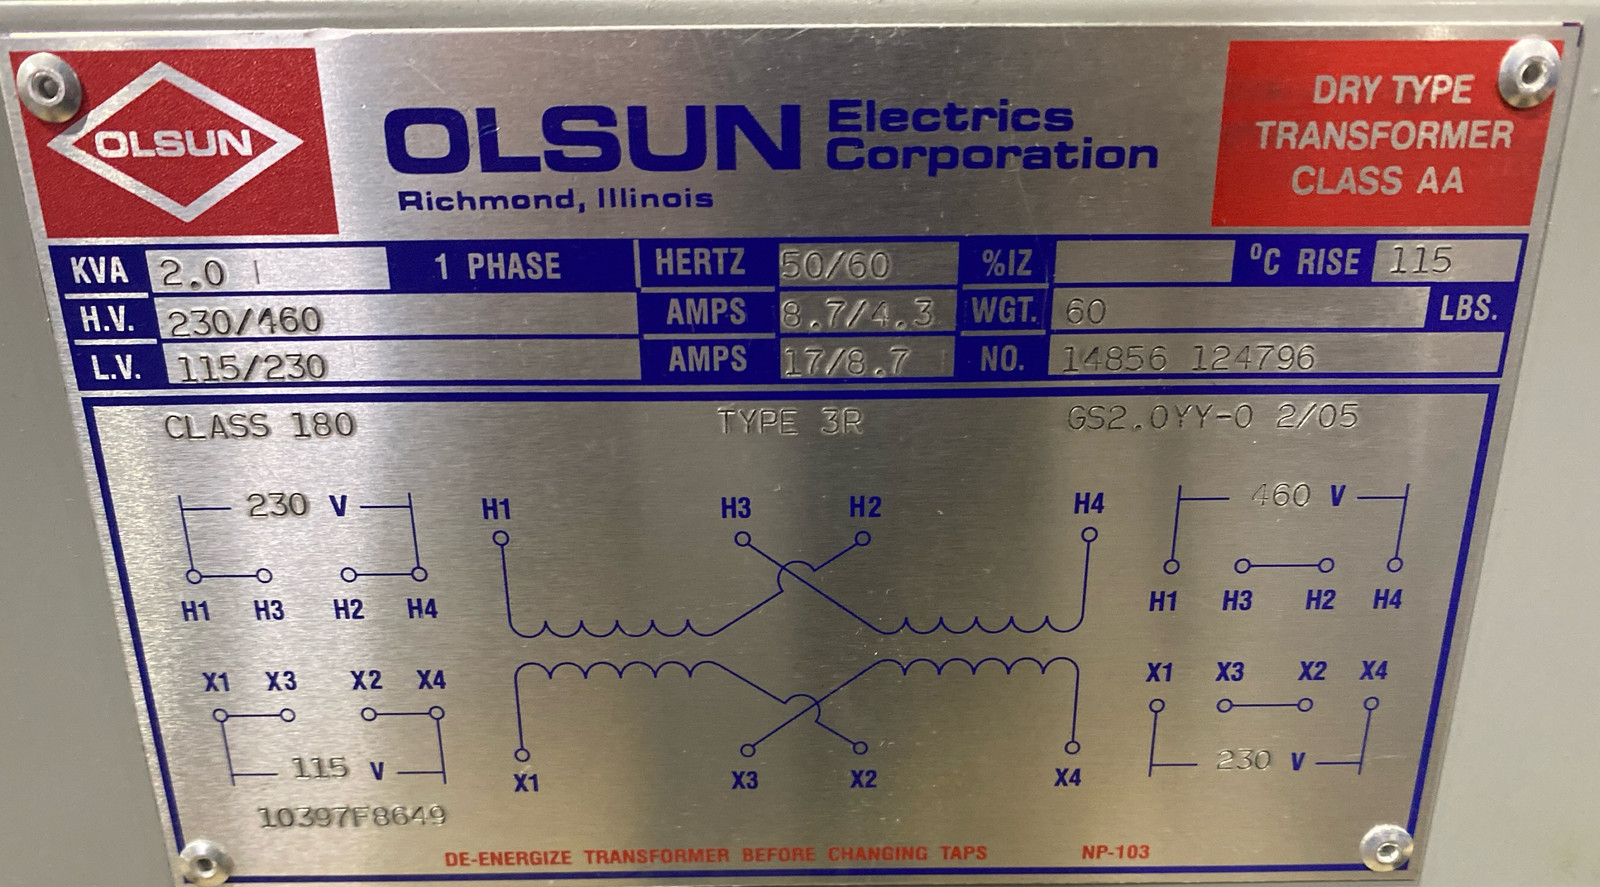 OLSUN
OLSUN Electrics Corporation
Richmond, Illinois
DRY TYPE
TRANSFORMER
CLASS AA
KVA 2.0 1 PHASE HERTZ 50/60 %IZ ºC RISE 115
H.V. 230/460 AMPS 8.7/4.3 WGT. 60 LBS.
L.V. 115/230 AMPS 17/8.7 NO. 14856 124796
CLASS 180 TYPE 3R GS2.0YY-0 2/05
230 V H1 H3 H2 H4 460 V
H1 H3 H2 H4 H1 H3 H2 H4
X1 X3 X2 X4 X1 X3 X2 X4
115 V X1 X3 X2 X4 230 V
10397F8649
DE-ENERGIZE TRANSFORMER BEFORE CHANGING TAPS NP-103